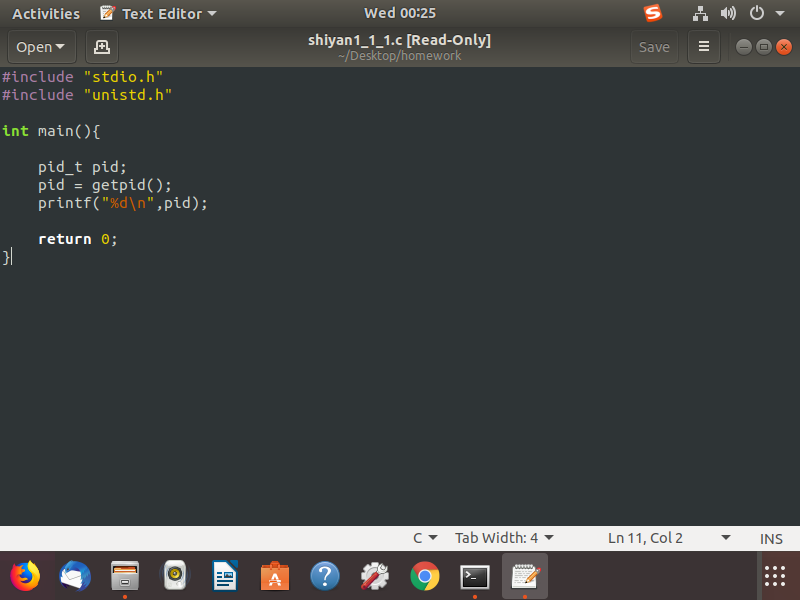 Activities Text Editor Wed 00:25
Open shiyan1_1_1.c [Read-Only] Save
~/Desktop/homework
#include "stdio.h"
#include "unistd.h"
int main(){
pid_t pid;
pid = getpid();
printf("%d\n",pid);
return 0;
}
C Tab Width: 4 Ln 11, Col 2 INS